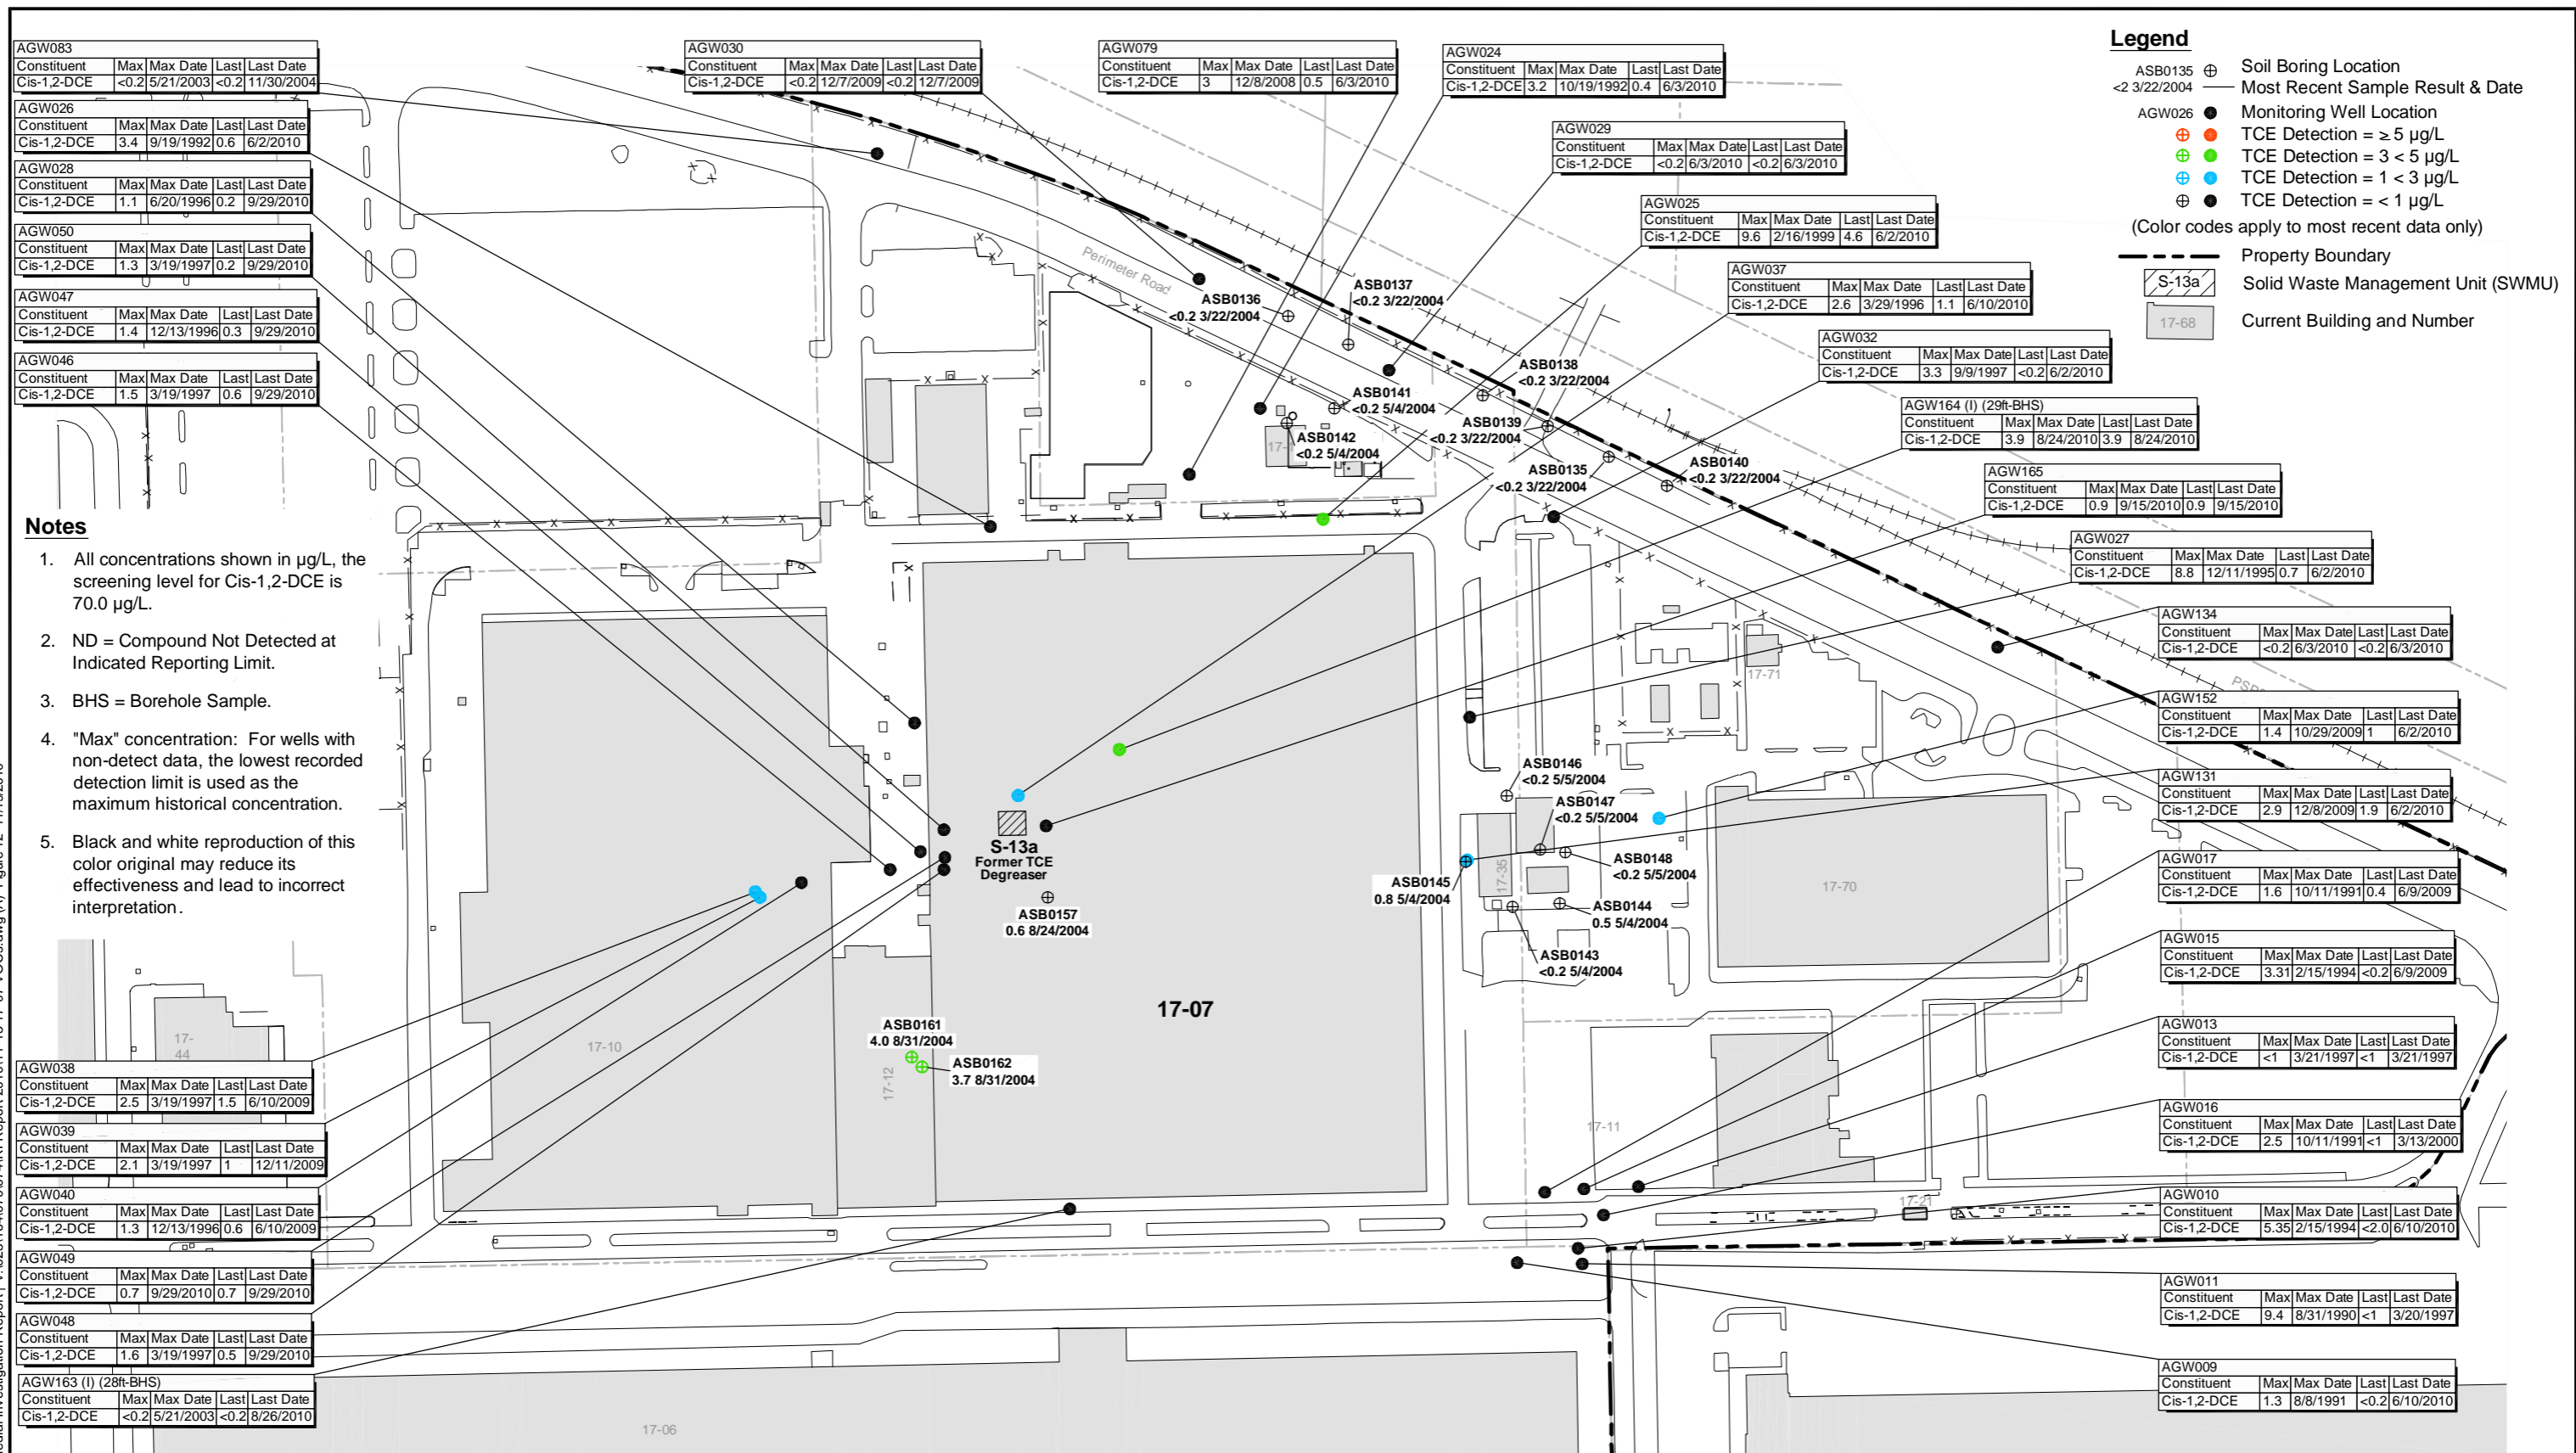 AGW083
Constituent Max Max Date Last Last Date
Cis-1,2-DCE <0.2 5/21/2003 <0.2 11/30/2004
AGW026
Constituent Max Max Date Last Last Date
Cis-1,2-DCE 3.4 9/19/1992 0.6 6/2/2010
AGW028
Constituent Max Max Date Last Last Date
Cis-1,2-DCE 1.1 6/20/1996 0.2 9/29/2010
AGW050
Constituent Max Max Date Last Last Date
Cis-1,2-DCE 1.3 3/19/1997 0.2 9/29/2010
AGW047
Constituent Max Max Date Last Last Date
Cis-1,2-DCE 1.4 12/13/1996 0.3 9/29/2010
AGW046
Constituent Max Max Date Last Last Date
Cis-1,2-DCE 1.5 3/19/1997 0.6 9/29/2010
AGW030
Constituent Max Max Date Last Last Date
Cis-1,2-DCE <0.2 12/7/2009 <0.2 12/7/2009
AGW079
Constituent Max Max Date Last Last Date
Cis-1,2-DCE 3 12/8/2008 0.5 6/3/2010
AGW024
Constituent Max Max Date Last Last Date
Cis-1,2-DCE 3.2 10/19/1992 0.4 6/3/2010
AGW029
Constituent Max Max Date Last Last Date
Cis-1,2-DCE <0.2 6/3/2010 <0.2 6/3/2010
AGW025
Constituent Max Max Date Last Last Date
Cis-1,2-DCE 9.6 2/16/1999 4.6 6/2/2010
AGW037
Constituent Max Max Date Last Last Date
Cis-1,2-DCE 2.6 3/29/1996 1.1 6/10/2010
AGW032
Constituent Max Max Date Last Last Date
Cis-1,2-DCE 3.3 9/9/1997 <0.2 6/2/2010
AGW164 (I) (29ft-BHS)
Constituent Max Max Date Last Last Date
Cis-1,2-DCE 3.9 8/24/2010 3.9 8/24/2010
AGW165
Constituent Max Max Date Last Last Date
Cis-1,2-DCE 0.9 9/15/2010 0.9 9/15/2010
AGW027
Constituent Max Max Date Last Last Date
Cis-1,2-DCE 8.8 12/11/1995 0.7 6/2/2010
AGW134
Constituent Max Max Date Last Last Date
Cis-1,2-DCE <0.2 6/3/2010 <0.2 6/3/2010
AGW152
Constituent Max Max Date Last Last Date
Cis-1,2-DCE 1.4 10/29/2009 1 6/2/2010
AGW131
Constituent Max Max Date Last Last Date
Cis-1,2-DCE 2.9 12/8/2009 1.9 6/2/2010
AGW017
Constituent Max Max Date Last Last Date
Cis-1,2-DCE 1.6 10/11/1991 0.4 6/9/2009
AGW015
Constituent Max Max Date Last Last Date
Cis-1,2-DCE 3.31 2/15/1994 <0.2 6/9/2009
AGW013
Constituent Max Max Date Last Last Date
Cis-1,2-DCE <1 3/21/1997 <1 3/21/1997
AGW016
Constituent Max Max Date Last Last Date
Cis-1,2-DCE 2.5 10/11/1991 <1 3/13/2000
AGW010
Constituent Max Max Date Last Last Date
Cis-1,2-DCE 5.35 2/15/1994 <2.0 6/10/2010
AGW011
Constituent Max Max Date Last Last Date
Cis-1,2-DCE 9.4 8/31/1990 <1 3/20/1997
AGW009
Constituent Max Max Date Last Last Date
Cis-1,2-DCE 1.3 8/8/1991 <0.2 6/10/2010
Legend
ASB0135 Soil Boring Location
<2 3/22/2004 Most Recent Sample Result & Date
AGW026 Monitoring Well Location
TCE Detection = ≥ 5 µg/L
TCE Detection = 3 < 5 µg/L
TCE Detection = 1 < 3 µg/L
TCE Detection = < 1 µg/L
(Color codes apply to most recent data only)
Property Boundary
S-13a Solid Waste Management Unit (SWMU)
17-68 Current Building and Number
Notes
1. All concentrations shown in µg/L, the
screening level for Cis-1,2-DCE is
70.0 µg/L.
2. ND = Compound Not Detected at
Indicated Reporting Limit.
3. BHS = Borehole Sample.
4. "Max" concentration: For wells with
non-detect data, the lowest recorded
detection limit is used as the
maximum historical concentration.
5. Black and white reproduction of this
color original may reduce its
effectiveness and lead to incorrect
interpretation.
Perimeter Road
ASB0136
<0.2 3/22/2004
ASB0137
<0.2 3/22/2004
ASB0138
<0.2 3/22/2004
ASB0141
<0.2 5/4/2004
ASB0139
<0.2 3/22/2004
ASB0142
<0.2 5/4/2004
ASB0135
<0.2 3/22/2004
ASB0140
<0.2 3/22/2004
17-71
ASB0146
<0.2 5/5/2004
ASB0147
<0.2 5/5/2004
ASB0148
<0.2 5/5/2004
ASB0145
0.8 5/4/2004
ASB0144
0.5 5/4/2004
ASB0143
<0.2 5/4/2004
17-35
17-70
S-13a
Former TCE
Degreaser
ASB0157
0.6 8/24/2004
17-07
ASB0161
4.0 8/31/2004
ASB0162
3.7 8/31/2004
17-12
17-10
17-
44
17-11
17-21
17-06
AGW038
Constituent Max Max Date Last Last Date
Cis-1,2-DCE 2.5 3/19/1997 1.5 6/10/2009
AGW039
Constituent Max Max Date Last Last Date
Cis-1,2-DCE 2.1 3/19/1997 1 12/11/2009
AGW040
Constituent Max Max Date Last Last Date
Cis-1,2-DCE 1.3 12/13/1996 0.6 6/10/2009
AGW049
Constituent Max Max Date Last Last Date
Cis-1,2-DCE 0.7 9/29/2010 0.7 9/29/2010
AGW048
Constituent Max Max Date Last Last Date
Cis-1,2-DCE 1.6 3/19/1997 0.5 9/29/2010
AGW163 (I) (28ft-BHS)
Constituent Max Max Date Last Last Date
Cis-1,2-DCE <0.2 5/21/2003 <0.2 8/26/2010